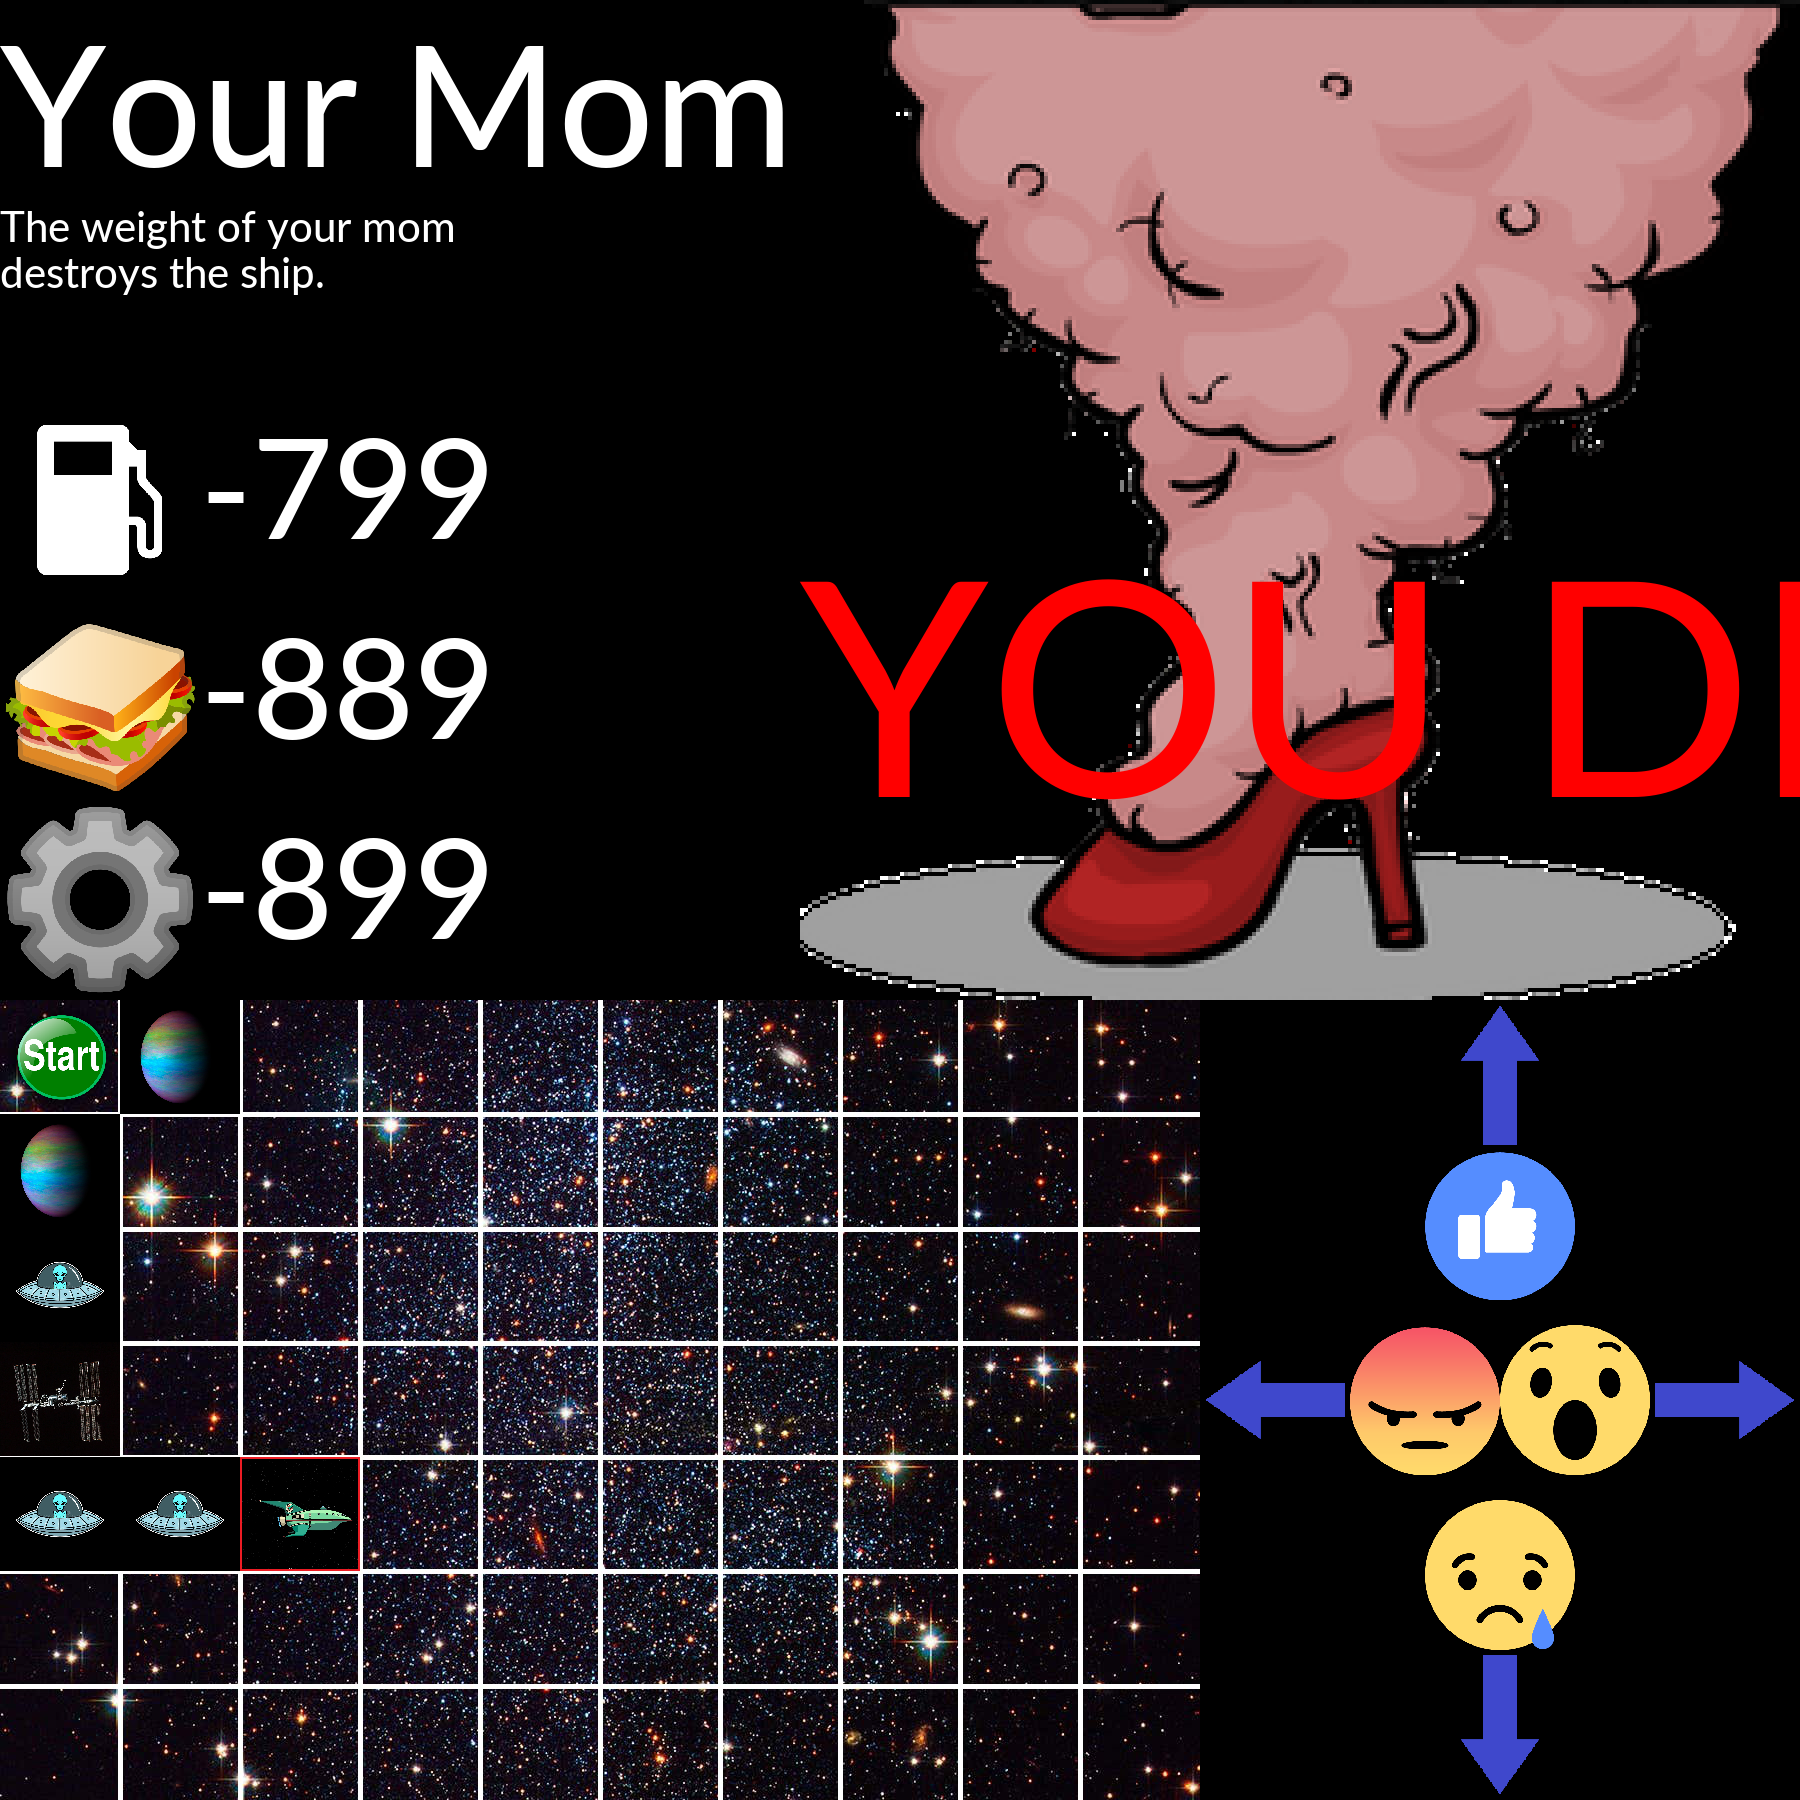 Your Mom
The weight of your mom
destroys the ship.
-799
-889
YOU DI
-899
Start